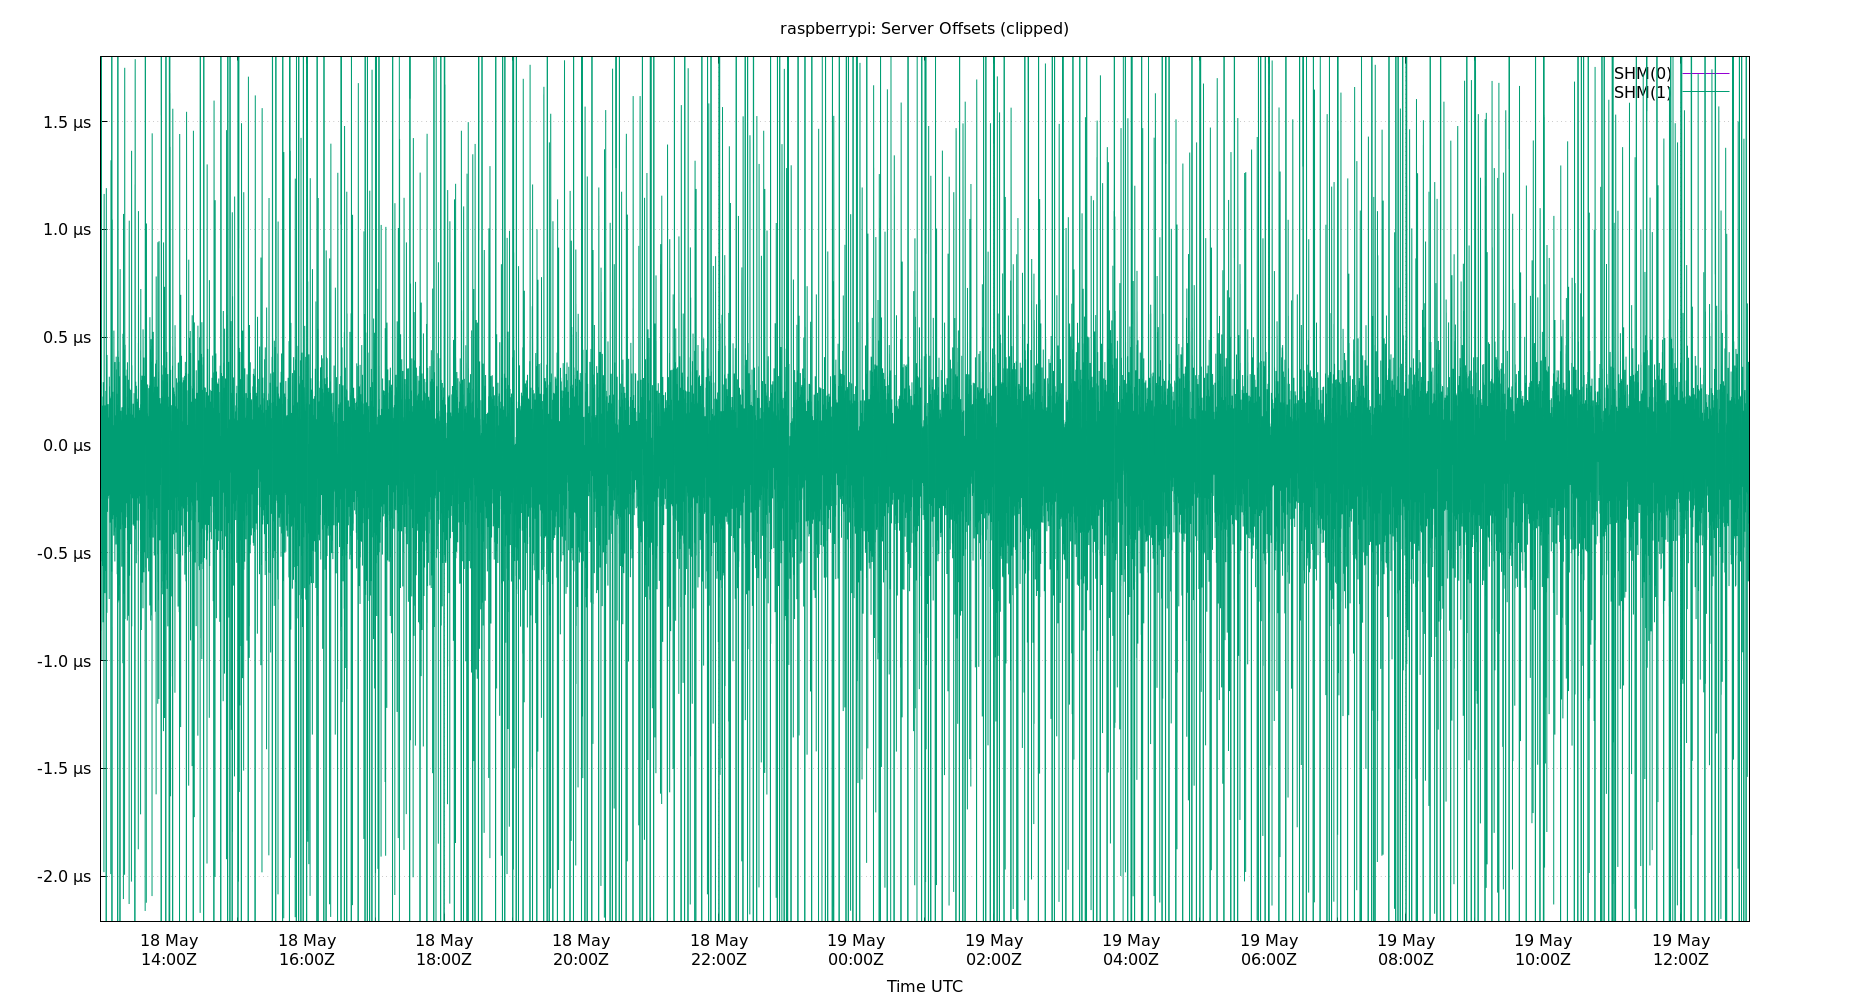 raspberrypi: Server Offsets (clipped)
SHM(0)
SHM(1)
1.5 µs
1.0 µs
0.5 µs
0.0 µs
-0.5 µs
-1.0 µs
-1.5 µs
-2.0 µs
18 May 18 May 18 May 18 May 18 May 19 May 19 May 19 May 19 May 19 May 19 May 19 May
14:00Z 16:00Z 18:00Z 20:00Z 22:00Z 00:00Z 02:00Z 04:00Z 06:00Z 08:00Z 10:00Z 12:00Z
Time UTC